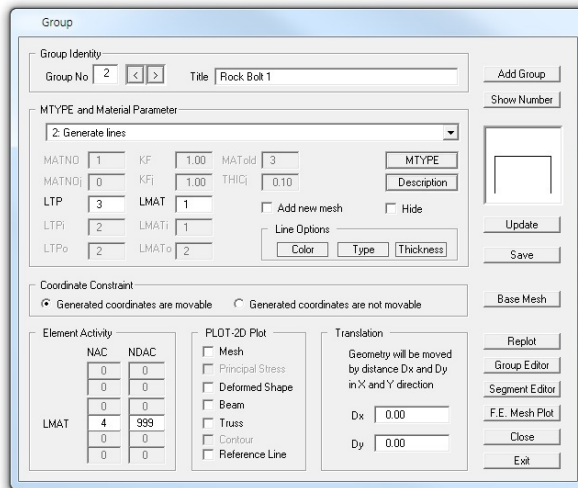 Group
Group Identity
Group No 2 < > Title Rock Bolt 1
Add Group
Show Number
MTYPE and Material Parameter
2: Generate lines
MATNO 1 KF 1.00 MATold 3 MTYPE
MATNOj 0 KFj 1.00 THICj 0.10 Description
LTP 3 LMAT 1 Add new mesh Hide
LTPi 2 LMATi 1 Line Options
LTPo 2 LMATo 2 Color Type Thickness
Update
Save
Coordinate Constraint
Generated coordinates are movable Generated coordinates are not movable
Base Mesh
Element Activity
NAC NDAC
0 0
0 0
0 0
LMAT 4 999
0 0
0 0
PLOT-2D Plot
Mesh
Principal Stress
Deformed Shape
Beam
Truss
Contour
Reference Line
Translation
Geometry will be moved
by distance Dx and Dy
in X and Y direction
Dx 0.00
Dy 0.00
Replot
Group Editor
Segment Editor
F.E. Mesh Plot
Close
Exit